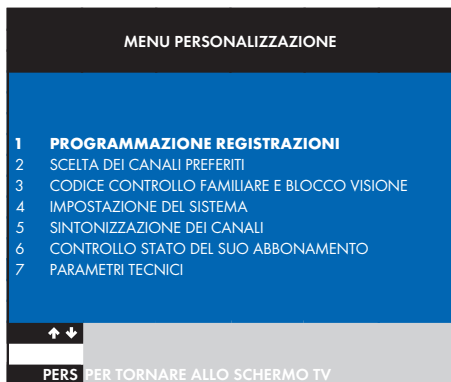 MENU PERSONALIZZAZIONE
1 PROGRAMMAZIONE REGISTRAZIONI
2 SCELTA DEI CANALI PREFERITI
3 CODICE CONTROLLO FAMILIARE E BLOCCO VISIONE
4 IMPOSTAZIONE DEL SISTEMA
5 SINTONIZZAZIONE DEI CANALI
6 CONTROLLO STATO DEL SUO ABBONAMENTO
7 PARAMETRI TECNICI
PERS PER TORNARE ALLO SCHERMO TV